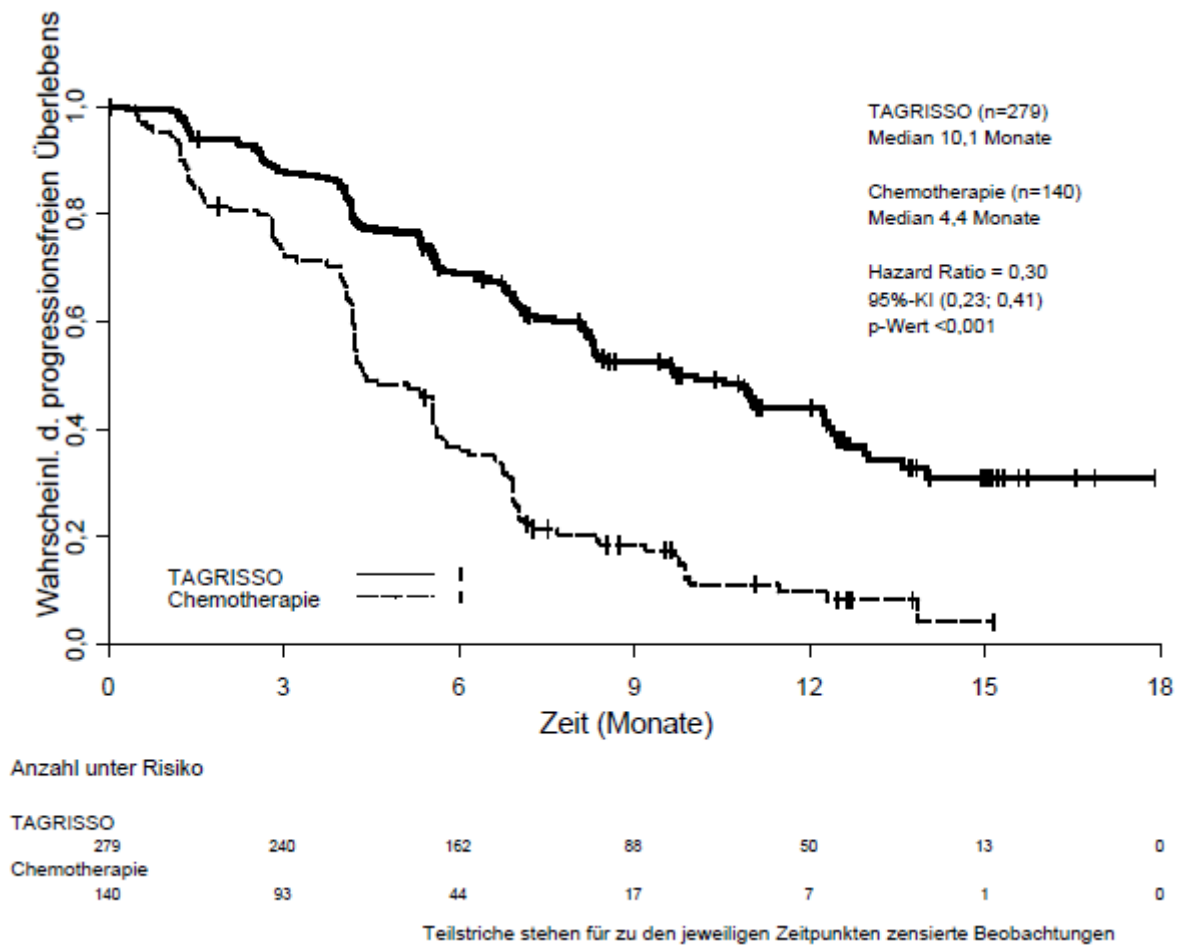 Wahrscheinl. d. progressionsfreien Überlebens
1,0
0,8
0,6
0,4
0,2
0,0
TAGRISSO (n=279)
Median 10,1 Monate
Chemotherapie (n=140)
Median 4,4 Monate
Hazard Ratio = 0,30
95%-KI (0,23; 0,41)
p-Wert <0,001
TAGRISSO
Chemotherapie
0 3 6 9 12 15 18
Zeit (Monate)
Anzahl unter Risiko
TAGRISSO
279 240 162 88 50 13 0
Chemotherapie
140 93 44 17 7 1 0
Teilstriche stehen für zu den jeweiligen Zeitpunkten zensierte Beobachtungen